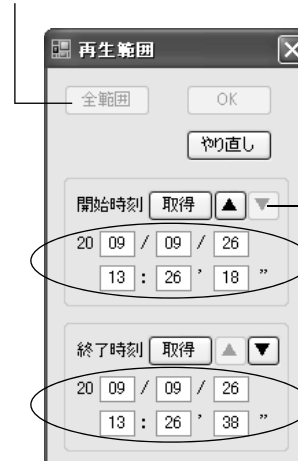 再生範囲
全範囲 OK
やり直し
開始時刻 取得 ▲ ▼
20 09 / 09 / 26
13 : 26 ’ 18 ”
終了時刻 取得 ▲ ▼
20 09 / 09 / 26
13 : 26 ’ 38 ”